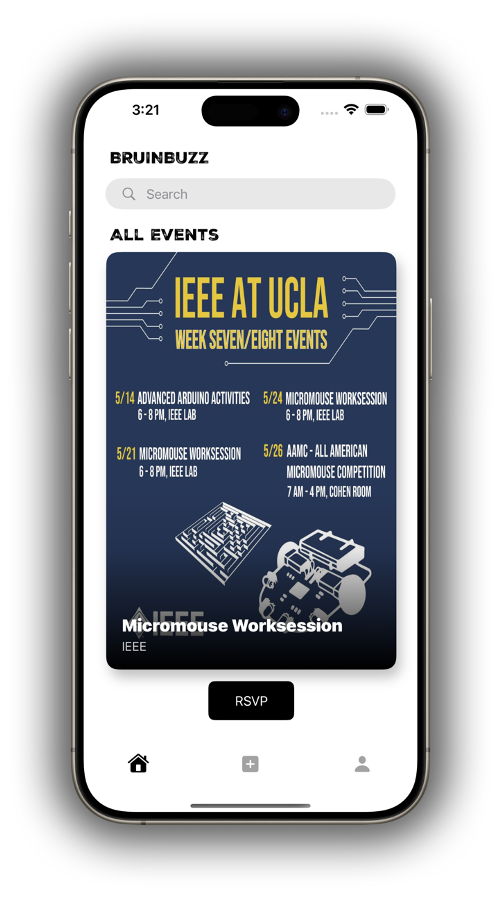 3:21
BRUINBUZZ
Search
ALL EVENTS
IEEE AT UCLA
WEEK SEVEN/EIGHT EVENTS
5/14 ADVANCED ARDUINO ACTIVITIES
6 - 8 PM, IEEE LAB
5/24 MICROMOUSE WORKSESSION
6 - 8 PM, IEEE LAB
5/21 MICROMOUSE WORKSESSION
6 - 8 PM, IEEE LAB
5/26 AAMC - ALL AMERICAN
MICROMOUSE COMPETITION
7 AM - 4 PM, COHEN ROOM
IEEE
Micromouse Worksession
IEEE
RSVP